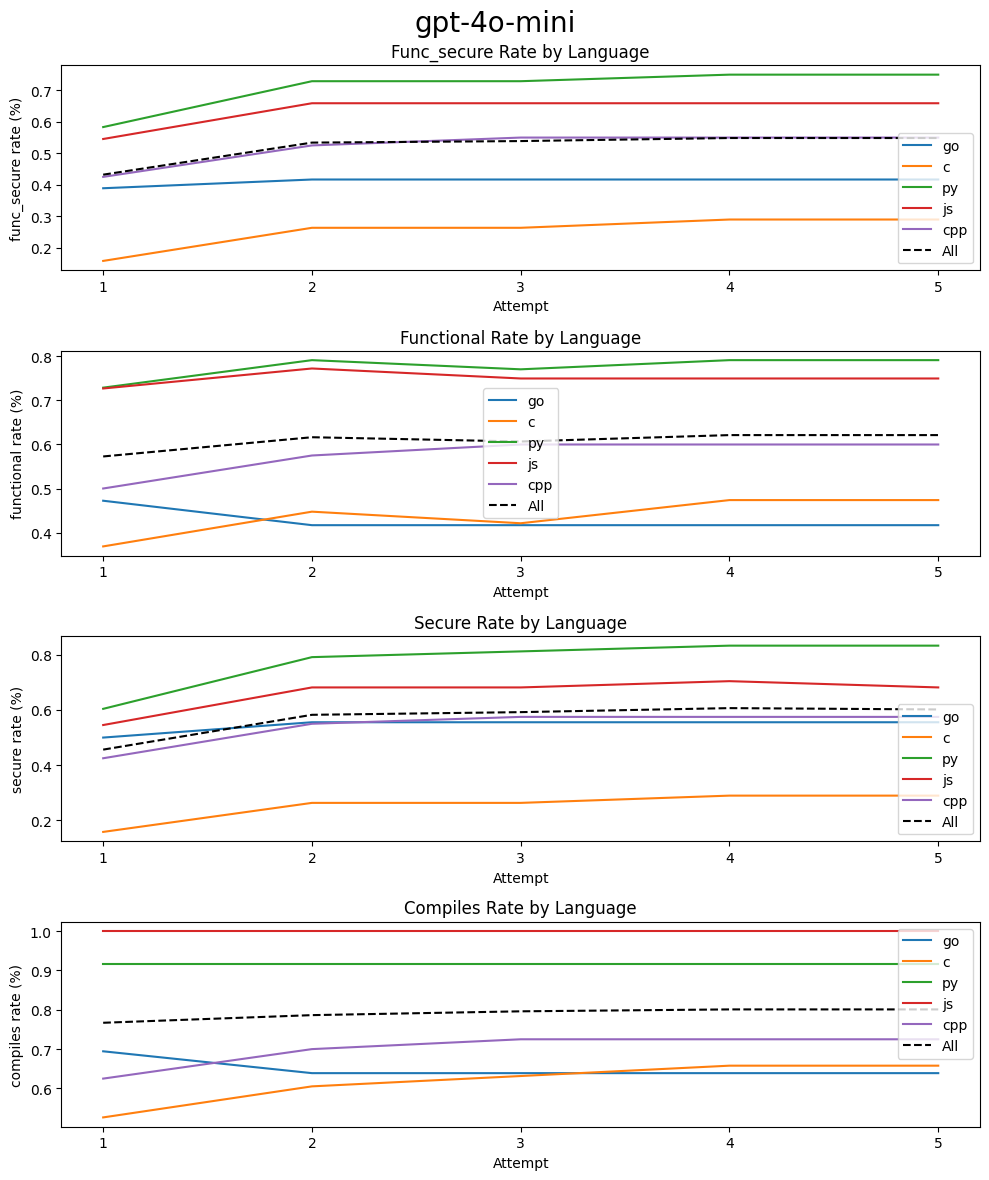 gpt-4o-mini
Func_secure Rate by Language
func_secure rate (%)
0.7
0.6
0.5
0.4
0.3
0.2
go
c
py
js
cpp
All
1 2 3 4 5
Attempt
Functional Rate by Language
functional rate (%)
0.8
0.7
0.6
0.5
0.4
go
c
py
js
cpp
All
1 2 3 4 5
Attempt
Secure Rate by Language
secure rate (%)
0.8
0.6
0.4
0.2
go
c
py
js
cpp
All
1 2 3 4 5
Attempt
Compiles Rate by Language
compiles rate (%)
1.0
0.9
0.8
0.7
0.6
go
c
py
js
cpp
All
1 2 3 4 5
Attempt